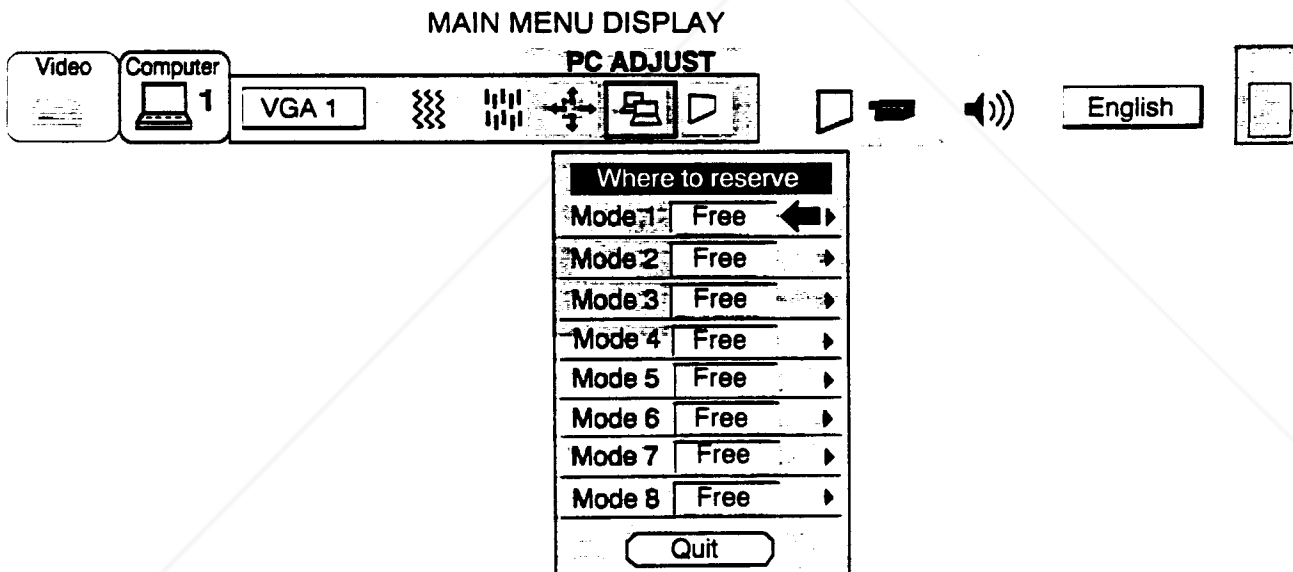 MAIN MENU DISPLAY
PC ADJUST
Video
Computer
1
VGA 1
English
Where to reserve
Mode 1 Free
Mode 2 Free
Mode 3 Free
Mode 4 Free
Mode 5 Free
Mode 6 Free
Mode 7 Free
Mode 8 Free
Quit